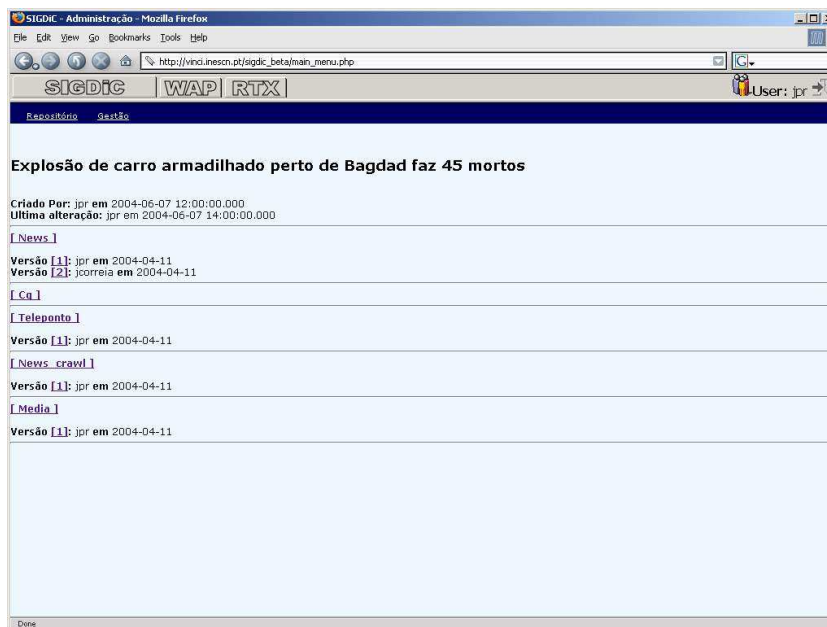 SIGDiC - Administração - Mozilla Firefox
File Edit View Go Bookmarks Tools Help
http://vinci.inescn.pt/sigdic_beta/main_menu.php
SIGDiC WAP RTX User: jpr
Repositório Gestão
Explosão de carro armadilhado perto de Bagdad faz 45 mortos
Criado Por: jpr em 2004-06-07 12:00:00.000
Ultima alteração: jpr em 2004-06-07 14:00:00.000
[ News ]
Versão [1]: jpr em 2004-04-11
Versão [2]: jcorreia em 2004-04-11
[ Cg ]
[ Teleponto ]
Versão [1]: jpr em 2004-04-11
[ News_crawl ]
Versão [1]: jpr em 2004-04-11
[ Media ]
Versão [1]: jpr em 2004-04-11
Done